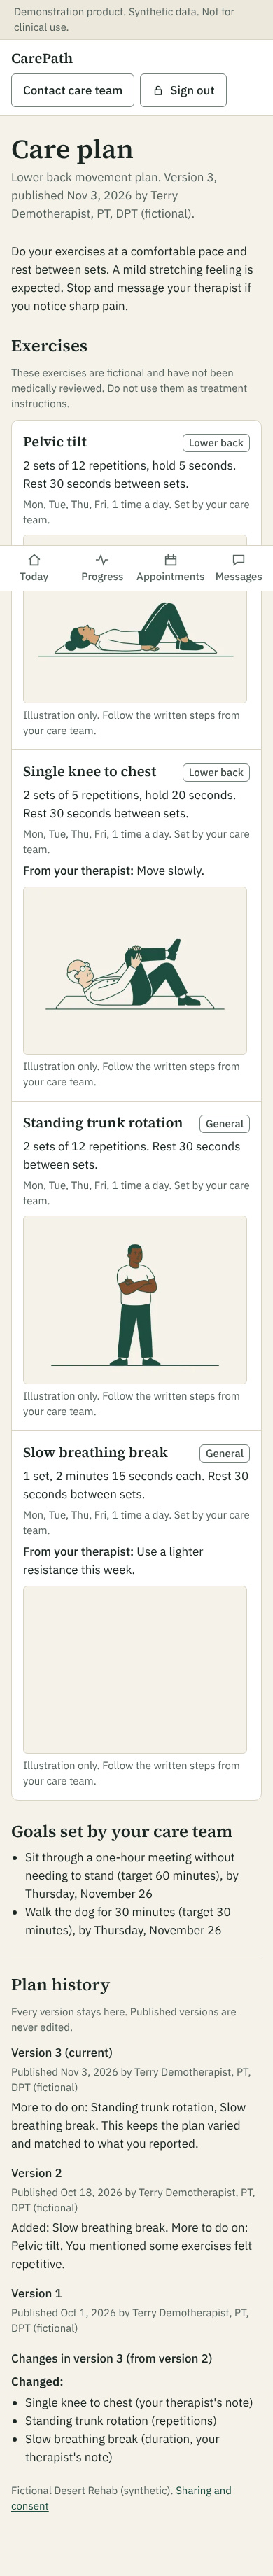 Demonstration product. Synthetic data. Not for
clinical use.
CarePath
Contact care team
Sign out
Care plan
Lower back movement plan. Version 3,
published Nov 3, 2026 by Terry
Demotherapist, PT, DPT (fictional).
Do your exercises at a comfortable pace and
rest between sets. A mild stretching feeling is
expected. Stop and message your therapist if
you notice sharp pain.
Exercises
These exercises are fictional and have not been
medically reviewed. Do not use them as treatment
instructions.
Pelvic tilt
Lower back
2 sets of 12 repetitions, hold 5 seconds.
Rest 30 seconds between sets.
Mon, Tue, Thu, Fri, 1 time a day. Set by your care
team.
Today
Progress
Appointments
Messages
Illustration only. Follow the written steps from
your care team.
Single knee to chest
Lower back
2 sets of 5 repetitions, hold 20 seconds.
Rest 30 seconds between sets.
Mon, Tue, Thu, Fri, 1 time a day. Set by your care
team.
From your therapist: Move slowly.
Illustration only. Follow the written steps from
your care team.
Standing trunk rotation
General
2 sets of 12 repetitions. Rest 30 seconds
between sets.
Mon, Tue, Thu, Fri, 1 time a day. Set by your care
team.
Illustration only. Follow the written steps from
your care team.
Slow breathing break
General
1 set, 2 minutes 15 seconds each. Rest 30
seconds between sets.
Mon, Tue, Thu, Fri, 1 time a day. Set by your care
team.
From your therapist: Use a lighter
resistance this week.
Illustration only. Follow the written steps from
your care team.
Goals set by your care team
• Sit through a one-hour meeting without
needing to stand (target 60 minutes), by
Thursday, November 26
• Walk the dog for 30 minutes (target 30
minutes), by Thursday, November 26
Plan history
Every version stays here. Published versions are
never edited.
Version 3 (current)
Published Nov 3, 2026 by Terry Demotherapist, PT,
DPT (fictional)
More to do on: Standing trunk rotation, Slow
breathing break. This keeps the plan varied
and matched to what you reported.
Version 2
Published Oct 18, 2026 by Terry Demotherapist, PT,
DPT (fictional)
Added: Slow breathing break. More to do on:
Pelvic tilt. You mentioned some exercises felt
repetitive.
Version 1
Published Oct 1, 2026 by Terry Demotherapist, PT,
DPT (fictional)
Changes in version 3 (from version 2)
Changed:
• Single knee to chest (your therapist's note)
• Standing trunk rotation (repetitions)
• Slow breathing break (duration, your
therapist's note)
Fictional Desert Rehab (synthetic). Sharing and
consent